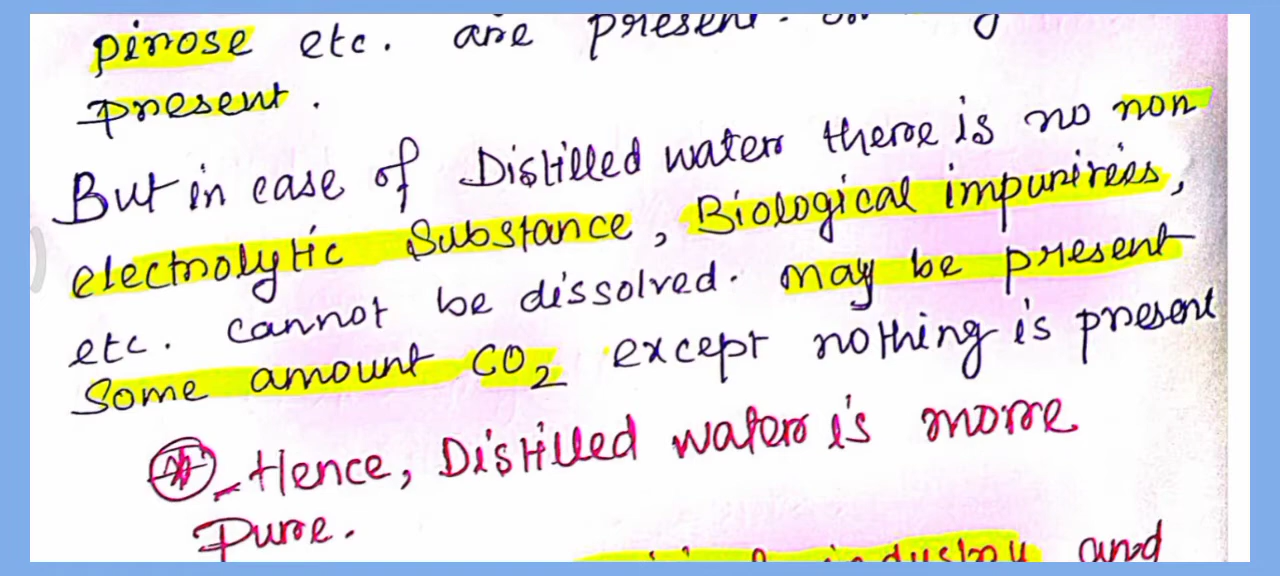 pirose etc. are present.
present.
But in case of Distilled water there is no non
electrolytic Substance, Biological impurities,
etc. cannot be dissolved. may be present
Some amount CO₂ except nothing is present
Hence, Distilled water is more
Pure.
industry and